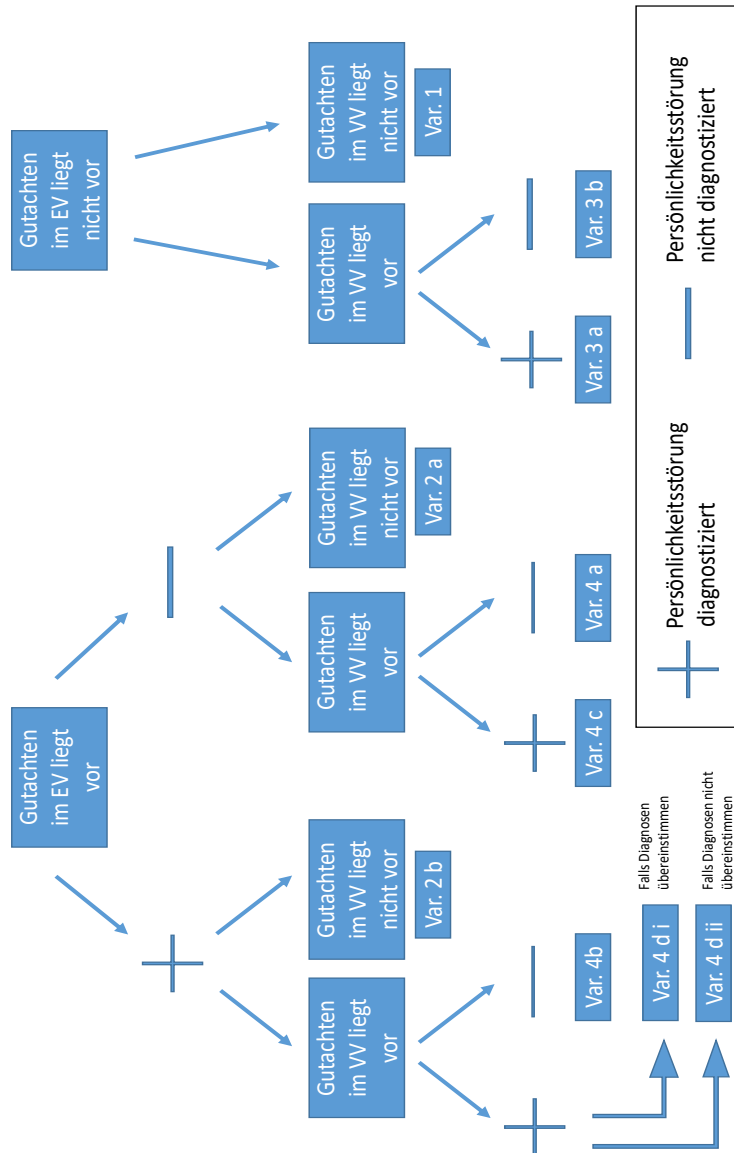 Gutachten
im EV liegt
vor
Gutachten
im EV liegt
nicht vor
Gutachten
im VV liegt
vor
Gutachten
im VV liegt
nicht vor
Var. 2 b
Gutachten
im VV liegt
vor
Gutachten
im VV liegt
nicht vor
Var. 2 a
Gutachten
im VV liegt
vor
Gutachten
im VV liegt
nicht vor
Var. 1
Var. 4b
Var. 4 c
Var. 4 a
Var. 3 a
Var. 3 b
Var. 4 d i
Falls Diagnosen
übereinstimmen
Var. 4 d ii
Falls Diagnosen nicht
übereinstimmen
Persönlichkeitsstörung
diagnostiziert
Persönlichkeitsstörung
nicht diagnostiziert